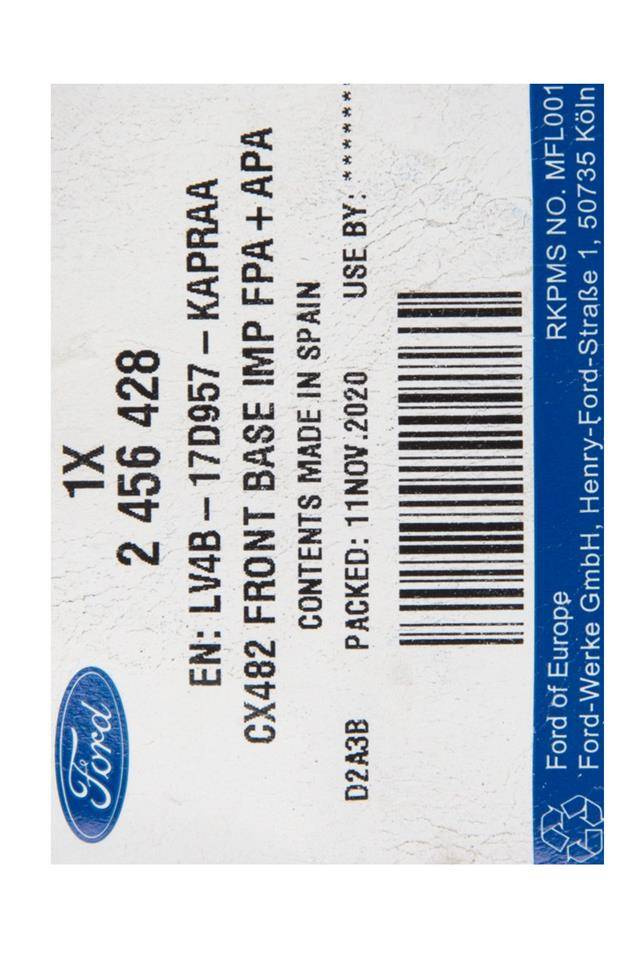 Ford
1X
2 456 428
EN: LV4B – 17D957 – KAPRAA
CX482 FRONT BASE IMP FPA + APA
CONTENTS MADE IN SPAIN
D2A3B PACKED: 11NOV.2020 USE BY: *******
Ford of Europe RKPMS NO. MFL001
Ford-Werke GmbH, Henry-Ford-Straße 1, 50735 Köln